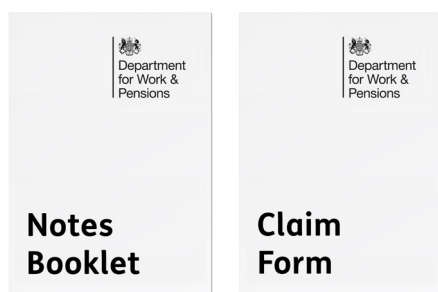 Department
for Work &
Pensions
Notes
Booklet
Department
for Work &
Pensions
Claim
Form